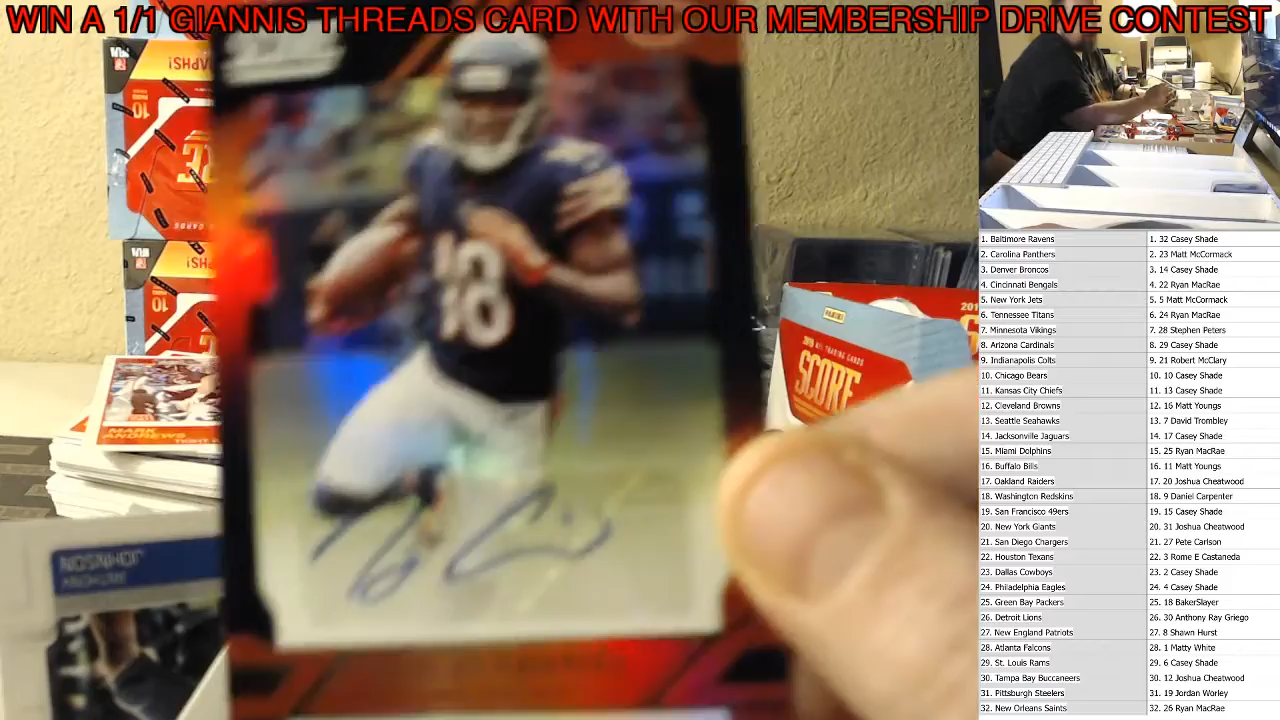 WIN A 1/1 GIANNIS THREADS CARD WITH OUR MEMBERSHIP DRIVE CONTEST
10
10
MARK
ANDREWS
JOHNSON
18
PANINI
2019 NFL TRADING CARDS
SCORE
201
1. Baltimore Ravens 1. 32 Casey Shade
2. Carolina Panthers 2. 23 Matt McCormack
3. Denver Broncos 3. 14 Casey Shade
4. Cincinnati Bengals 4. 22 Ryan MacRae
5. New York Jets 5. 5 Matt McCormack
6. Tennessee Titans 6. 24 Ryan MacRae
7. Minnesota Vikings 7. 28 Stephen Peters
8. Arizona Cardinals 8. 29 Casey Shade
9. Indianapolis Colts 9. 21 Robert McClary
10. Chicago Bears 10. 10 Casey Shade
11. Kansas City Chiefs 11. 13 Casey Shade
12. Cleveland Browns 12. 16 Matt Youngs
13. Seattle Seahawks 13. 7 David Trombley
14. Jacksonville Jaguars 14. 17 Casey Shade
15. Miami Dolphins 15. 25 Ryan MacRae
16. Buffalo Bills 16. 11 Matt Youngs
17. Oakland Raiders 17. 20 Joshua Cheatwood
18. Washington Redskins 18. 9 Daniel Carpenter
19. San Francisco 49ers 19. 15 Casey Shade
20. New York Giants 20. 31 Joshua Cheatwood
21. San Diego Chargers 21. 27 Pete Carlson
22. Houston Texans 22. 3 Rome E Castaneda
23. Dallas Cowboys 23. 2 Casey Shade
24. Philadelphia Eagles 24. 4 Casey Shade
25. Green Bay Packers 25. 18 BakerSlayer
26. Detroit Lions 26. 30 Anthony Ray Griego
27. New England Patriots 27. 8 Shawn Hurst
28. Atlanta Falcons 28. 1 Matty White
29. St. Louis Rams 29. 6 Casey Shade
30. Tampa Bay Buccaneers 30. 12 Joshua Cheatwood
31. Pittsburgh Steelers 31. 19 Jordan Worley
32. New Orleans Saints 32. 26 Ryan MacRae